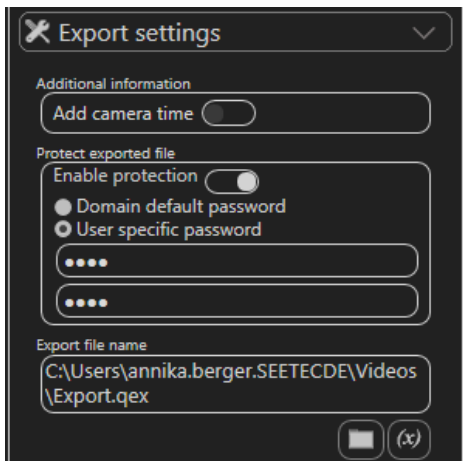 Export settings
Additional information
Add camera time
Protect exported file
Enable protection
Domain default password
User specific password
••••
••••
Export file name
C:\Users\annika.berger.SEETECDE\Videos
\Export.qex
(x)